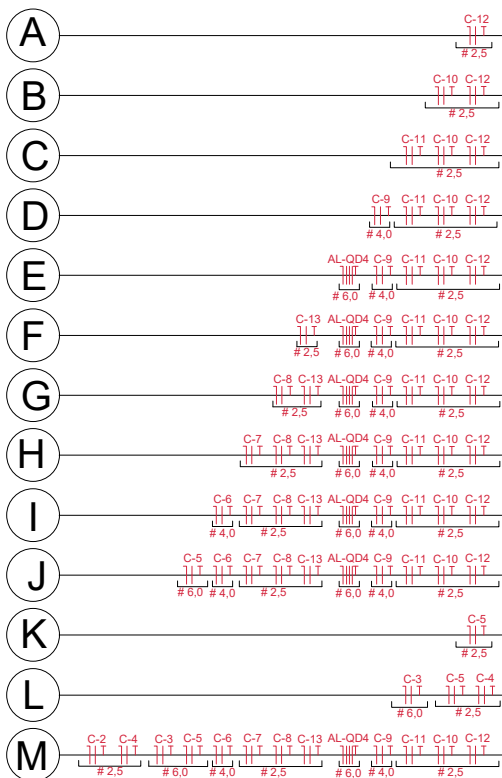 A C-12
# 2,5
B C-10 C-12
# 2,5
C C-11 C-10 C-12
# 2,5
D C-9 C-11 C-10 C-12
# 4,0 # 2,5
E AL-QD4 C-9 C-11 C-10 C-12
# 6,0 # 4,0 # 2,5
F C-13 AL-QD4 C-9 C-11 C-10 C-12
# 2,5 # 6,0 # 4,0 # 2,5
G C-8 C-13 AL-QD4 C-9 C-11 C-10 C-12
# 2,5 # 6,0 # 4,0 # 2,5
H C-7 C-8 C-13 AL-QD4 C-9 C-11 C-10 C-12
# 2,5 # 6,0 # 4,0 # 2,5
I C-6 C-7 C-8 C-13 AL-QD4 C-9 C-11 C-10 C-12
# 4,0 # 2,5 # 6,0 # 4,0 # 2,5
J C-5 C-6 C-7 C-8 C-13 AL-QD4 C-9 C-11 C-10 C-12
# 6,0 # 4,0 # 2,5 # 6,0 # 4,0 # 2,5
K C-5
# 2,5
L C-3 C-5 C-4
# 6,0 # 2,5
M C-2 C-4 C-3 C-5 C-6 C-7 C-8 C-13 AL-QD4 C-9 C-11 C-10 C-12
# 2,5 # 6,0 # 4,0 # 2,5 # 6,0 # 4,0 # 2,5